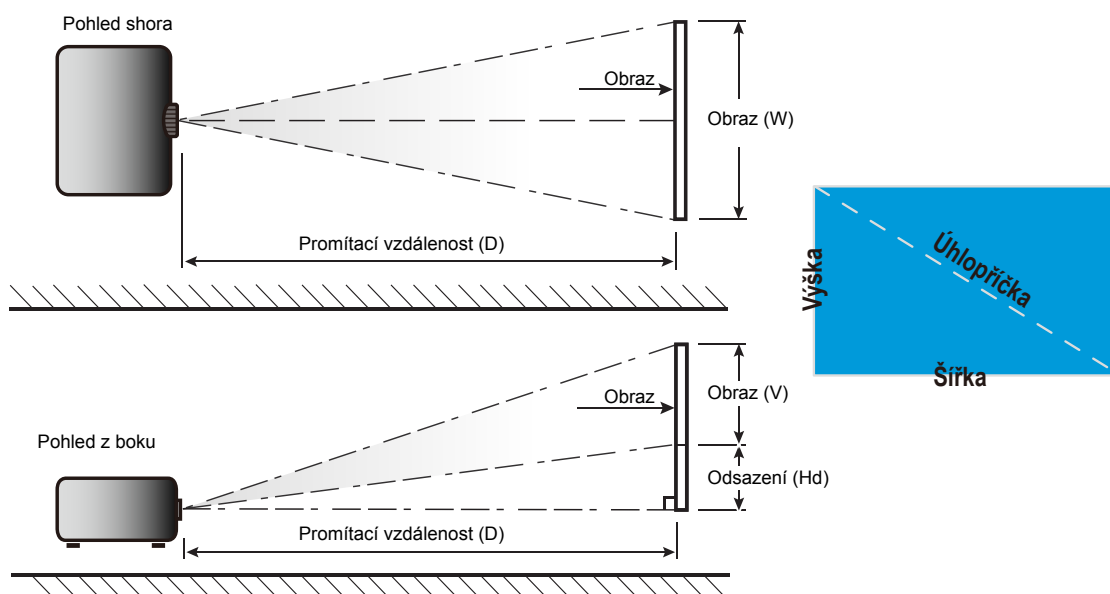 Pohled shora
Obraz
Obraz (W)
Promítací vzdálenost (D)
Výška
Úhlopříčka
Šířka
Pohled z boku
Obraz
Obraz (V)
Odsazení (Hd)
Promítací vzdálenost (D)